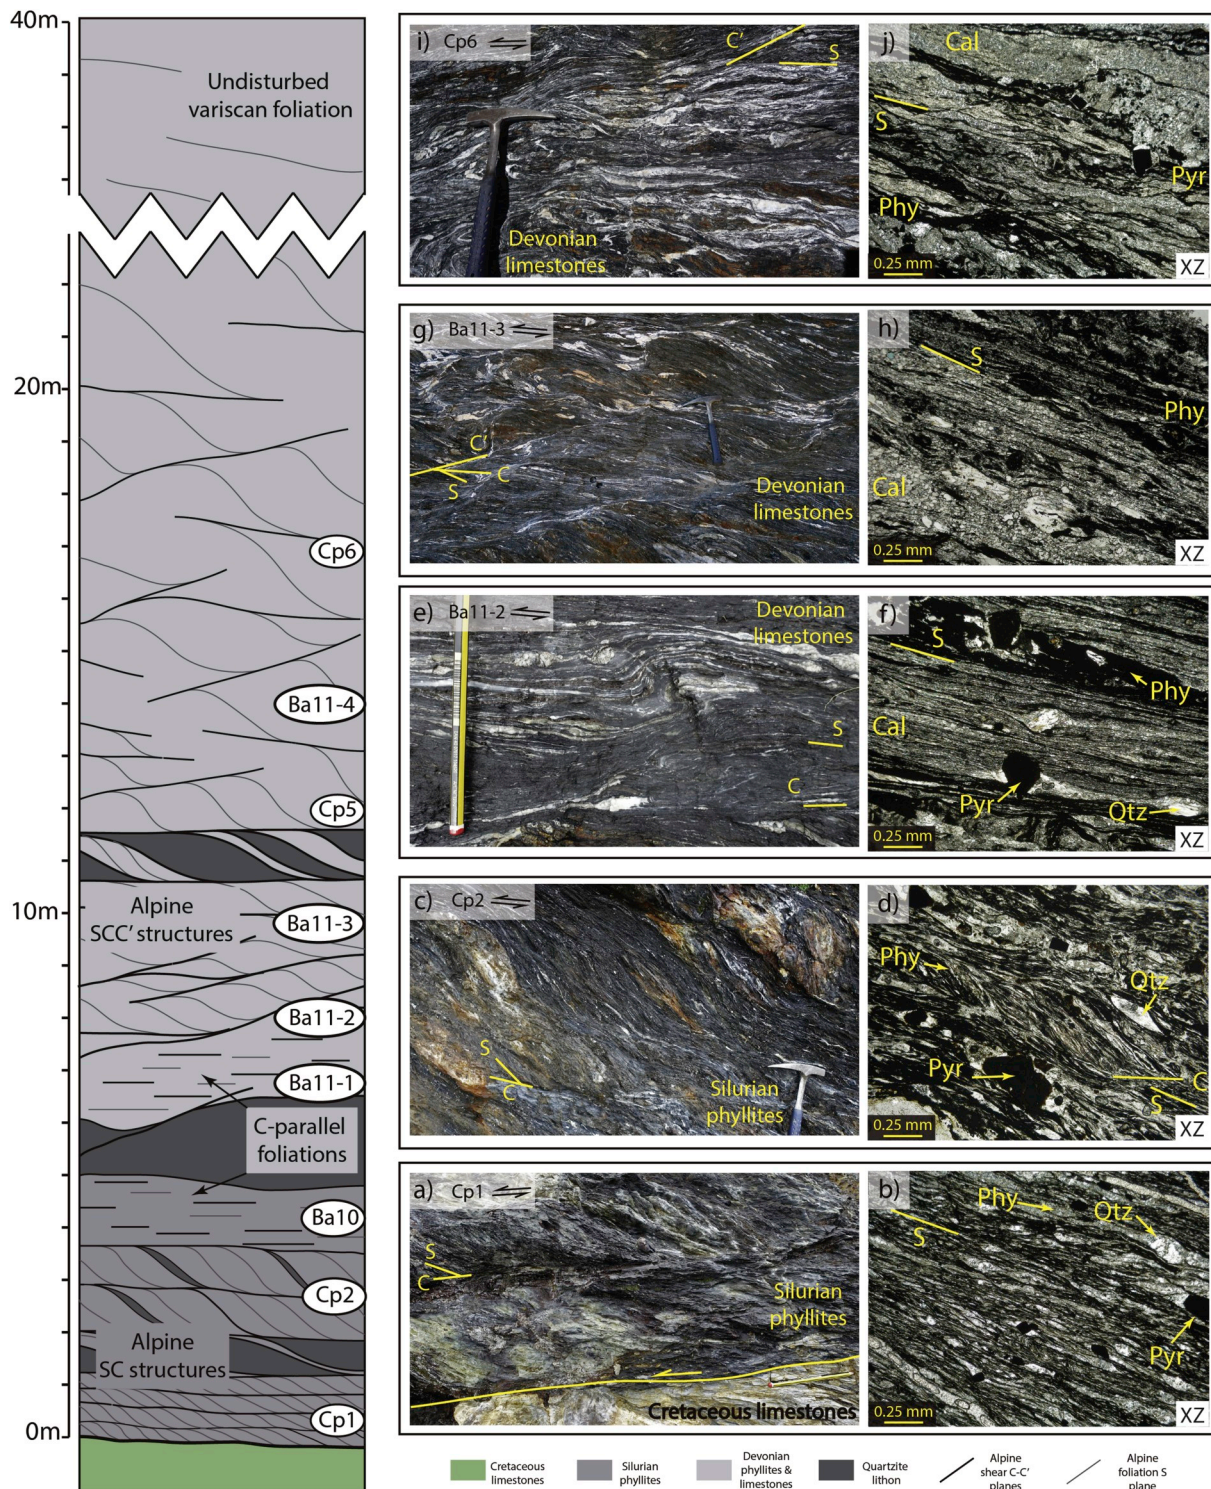 40m
Undisturbed
variscan foliation
20m
Cp6
Ba11-4
Cp5
10m
Alpine
SCC' structures
Ba11-3
Ba11-2
Ba11-1
C-parallel
foliations
Ba10
Cp2
Alpine
SC structures
Cp1
0m
i) Cp6
C'
S
Devonian
limestones
j)
Cal
S
Pyr
Phy
0.25 mm
XZ
g) Ba11-3
C'
C
S
Devonian
limestones
h)
S
Phy
Cal
0.25 mm
XZ
e) Ba11-2
Devonian
limestones
S
C
f)
S
Phy
Cal
Pyr
Qtz
0.25 mm
XZ
c) Cp2
S
C
Silurian
phyllites
d)
Phy
Qtz
Pyr
C
S
0.25 mm
XZ
a) Cp1
S
C
Silurian
phyllites
Cretaceous limestones
b)
Phy
S
Qtz
Pyr
0.25 mm
XZ
Cretaceous
limestones
Silurian
phyllites
Devonian
phyllites &
limestones
Quartzite
lithon
Alpine
shear C-C'
planes
Alpine
foliation S
plane